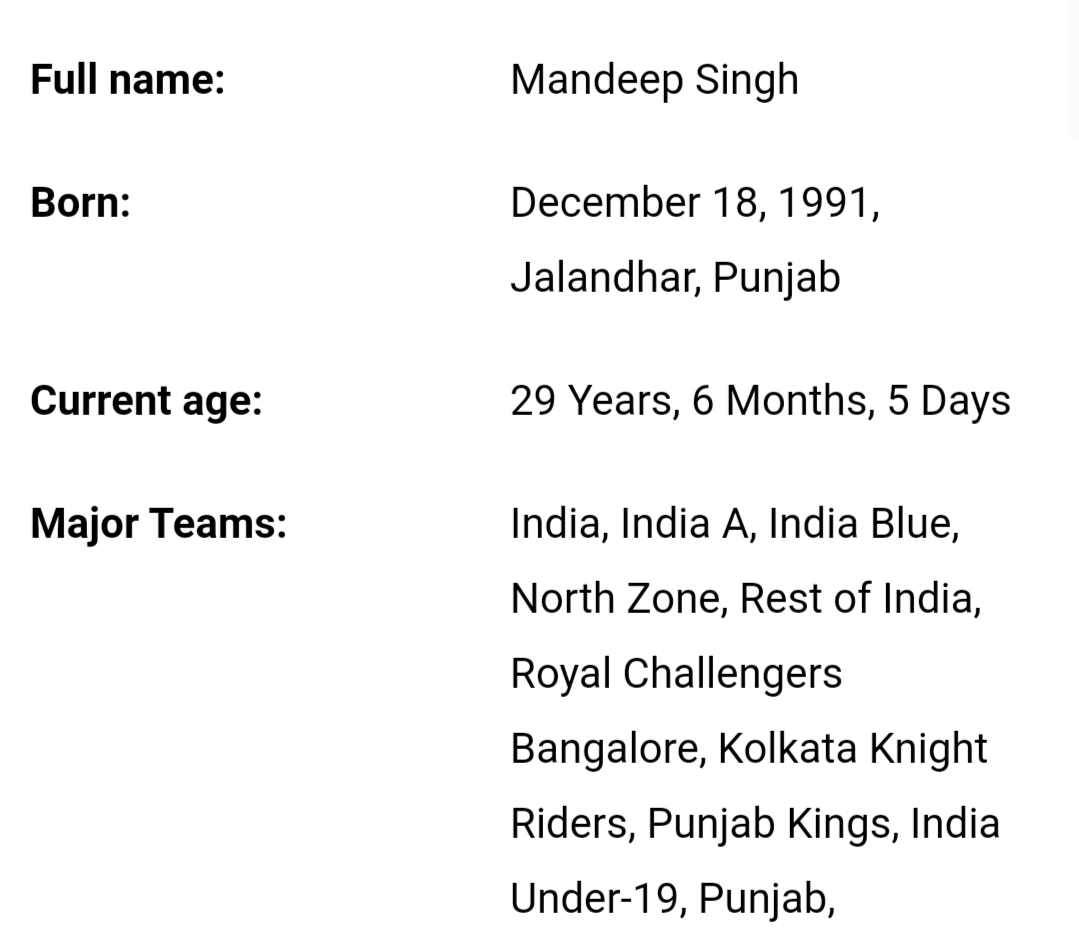 Full name: Mandeep Singh
Born: December 18, 1991,
Jalandhar, Punjab
Current age: 29 Years, 6 Months, 5 Days
Major Teams: India, India A, India Blue,
North Zone, Rest of India,
Royal Challengers
Bangalore, Kolkata Knight
Riders, Punjab Kings, India
Under-19, Punjab,